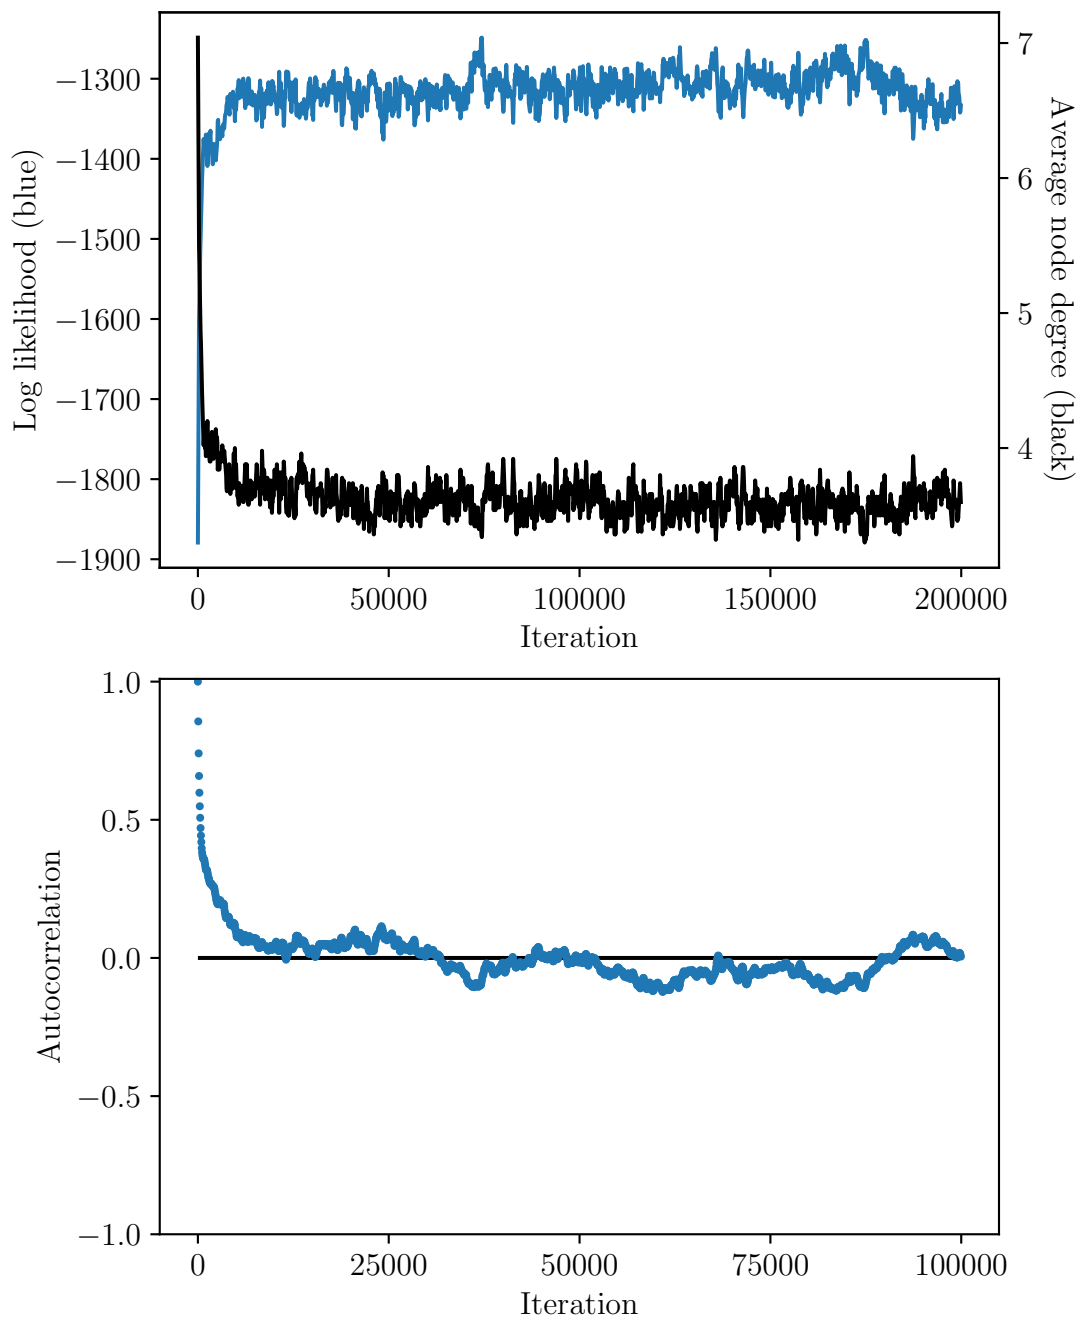 Log likelihood (blue)
−1300
−1400
−1500
−1600
−1700
−1800
−1900
7
6
5
4
Average node degree (black)
0 50000 100000 150000 200000
Iteration
Autocorrelation
1.0
0.5
0.0
−0.5
−1.0
0 25000 50000 75000 100000
Iteration